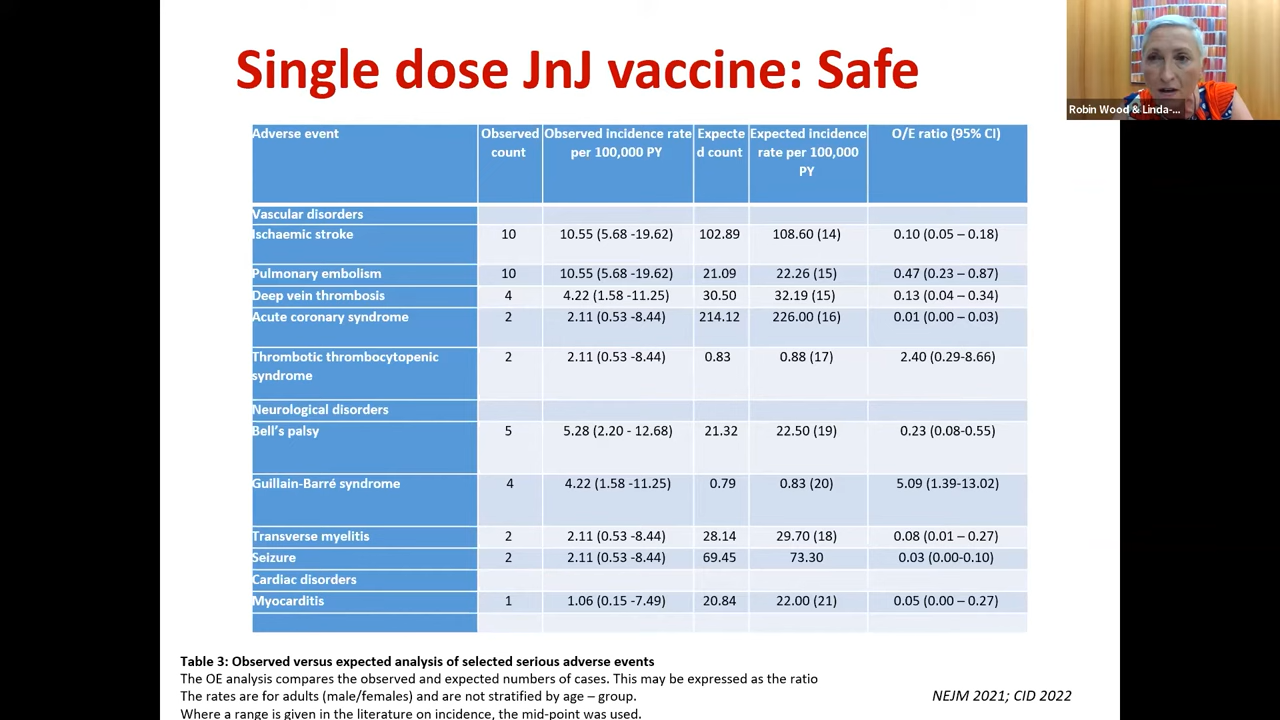 Single dose JnJ vaccine: Safe
Robin Wood & Linda-...
Adverse event Observed count Observed incidence rate per 100,000 PY Expecte d count Expected incidence rate per 100,000 PY O/E ratio (95% CI)
Vascular disorders
Ischaemic stroke 10 10.55 (5.68 -19.62) 102.89 108.60 (14) 0.10 (0.05 – 0.18)
Pulmonary embolism 10 10.55 (5.68 -19.62) 21.09 22.26 (15) 0.47 (0.23 – 0.87)
Deep vein thrombosis 4 4.22 (1.58 -11.25) 30.50 32.19 (15) 0.13 (0.04 – 0.34)
Acute coronary syndrome 2 2.11 (0.53 -8.44) 214.12 226.00 (16) 0.01 (0.00 – 0.03)
Thrombotic thrombocytopenic syndrome 2 2.11 (0.53 -8.44) 0.83 0.88 (17) 2.40 (0.29-8.66)
Neurological disorders
Bell's palsy 5 5.28 (2.20 - 12.68) 21.32 22.50 (19) 0.23 (0.08-0.55)
Guillain-Barré syndrome 4 4.22 (1.58 -11.25) 0.79 0.83 (20) 5.09 (1.39-13.02)
Transverse myelitis 2 2.11 (0.53 -8.44) 28.14 29.70 (18) 0.08 (0.01 – 0.27)
Seizure 2 2.11 (0.53 -8.44) 69.45 73.30 0.03 (0.00-0.10)
Cardiac disorders
Myocarditis 1 1.06 (0.15 -7.49) 20.84 22.00 (21) 0.05 (0.00 – 0.27)
Table 3: Observed versus expected analysis of selected serious adverse events
The OE analysis compares the observed and expected numbers of cases. This may be expressed as the ratio
The rates are for adults (male/females) and are not stratified by age – group.
Where a range is given in the literature on incidence, the mid-point was used.
NEJM 2021; CID 2022